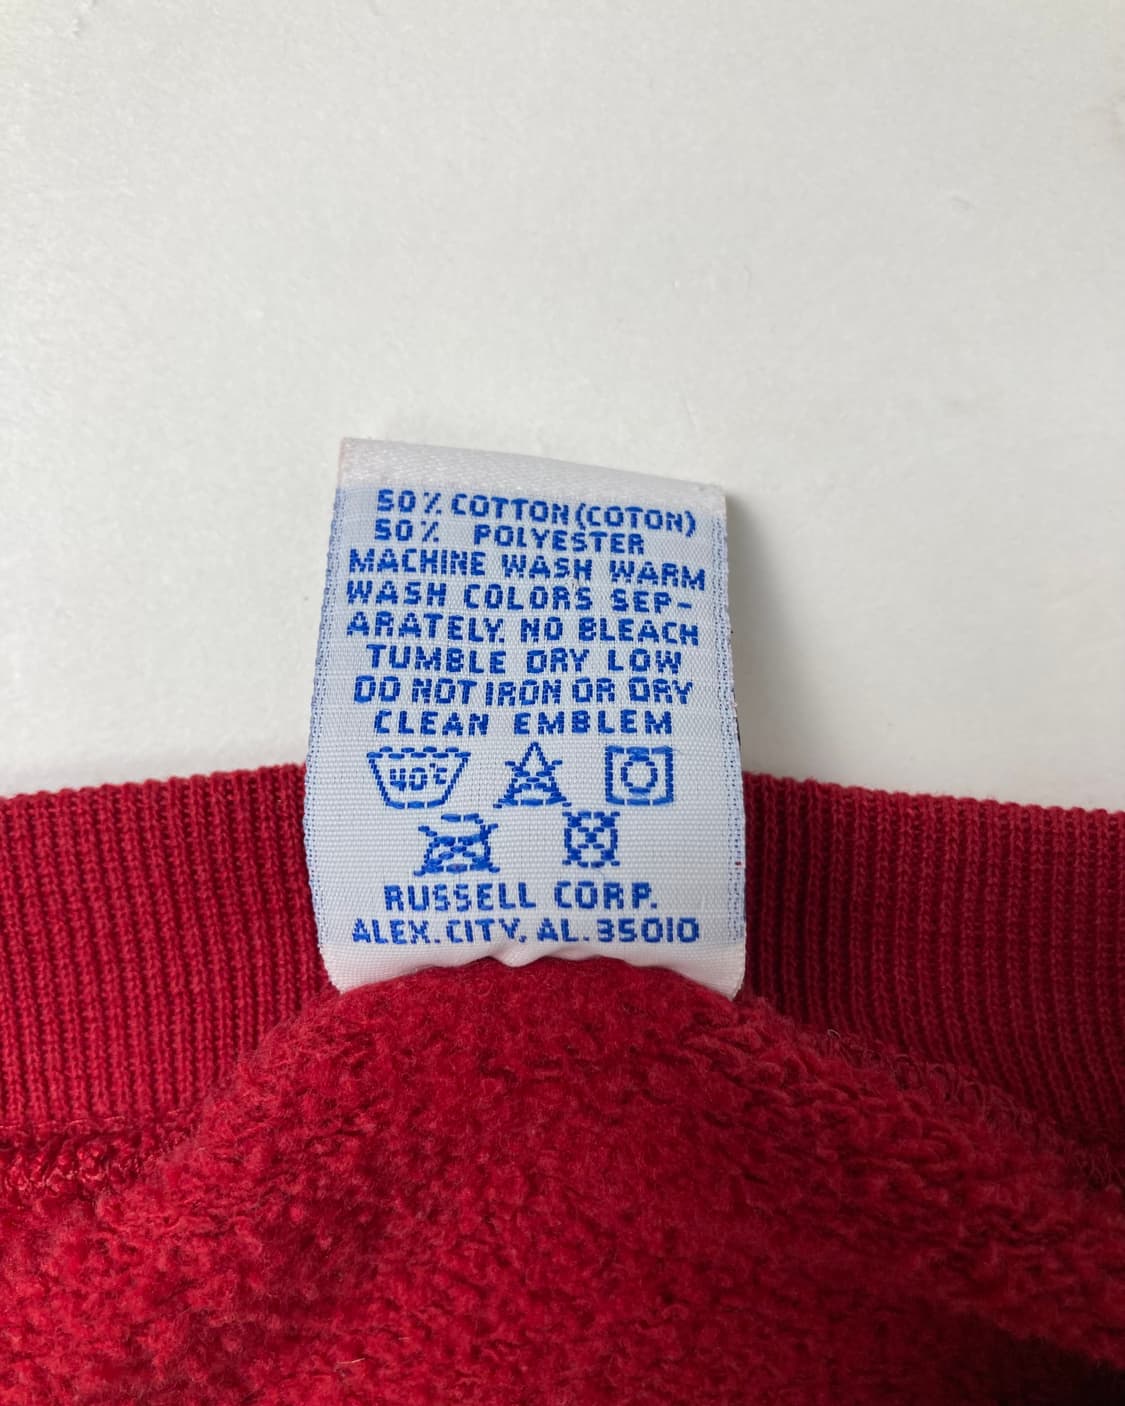 50% COTTON (COTON)
50% POLYESTER
MACHINE WASH WARM
WASH COLORS SEP-
ARATELY. NO BLEACH
TUMBLE DRY LOW
DO NOT IRON OR DRY
CLEAN EMBLEM
40°C
RUSSELL CORP.
ALEX. CITY, AL. 35010